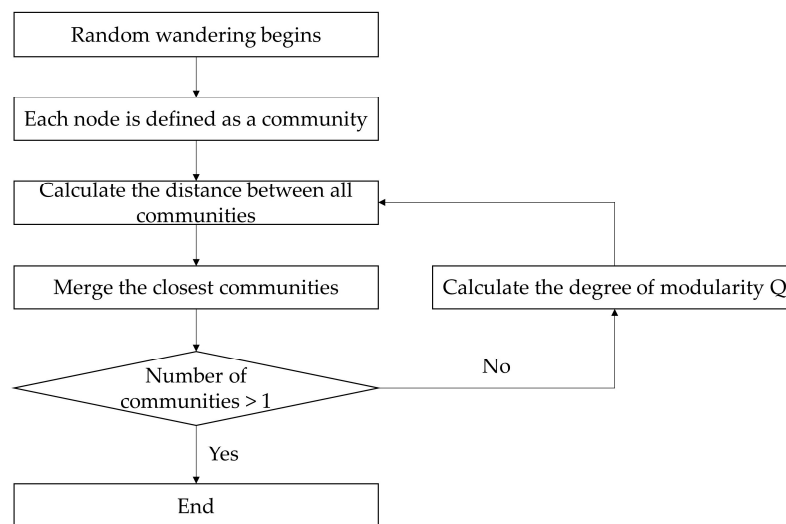 Random wandering begins
Each node is defined as a community
Calculate the distance between all
communities
Merge the closest communities
Calculate the degree of modularity Q
Number of
communities > 1
No
Yes
End